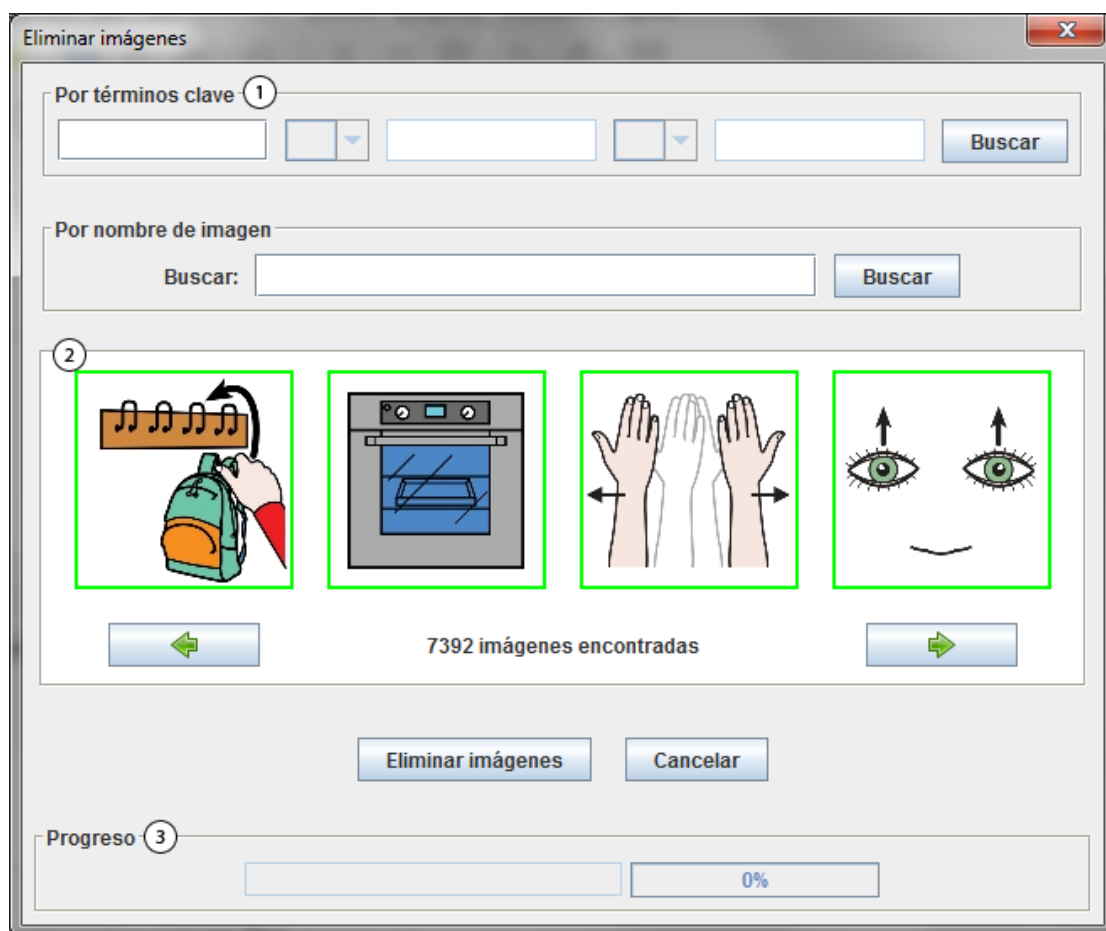 Eliminar imágenes
Por términos clave 1
Buscar
Por nombre de imagen
Buscar: Buscar
2
7392 imágenes encontradas
Eliminar imágenes Cancelar
Progreso 3
0%